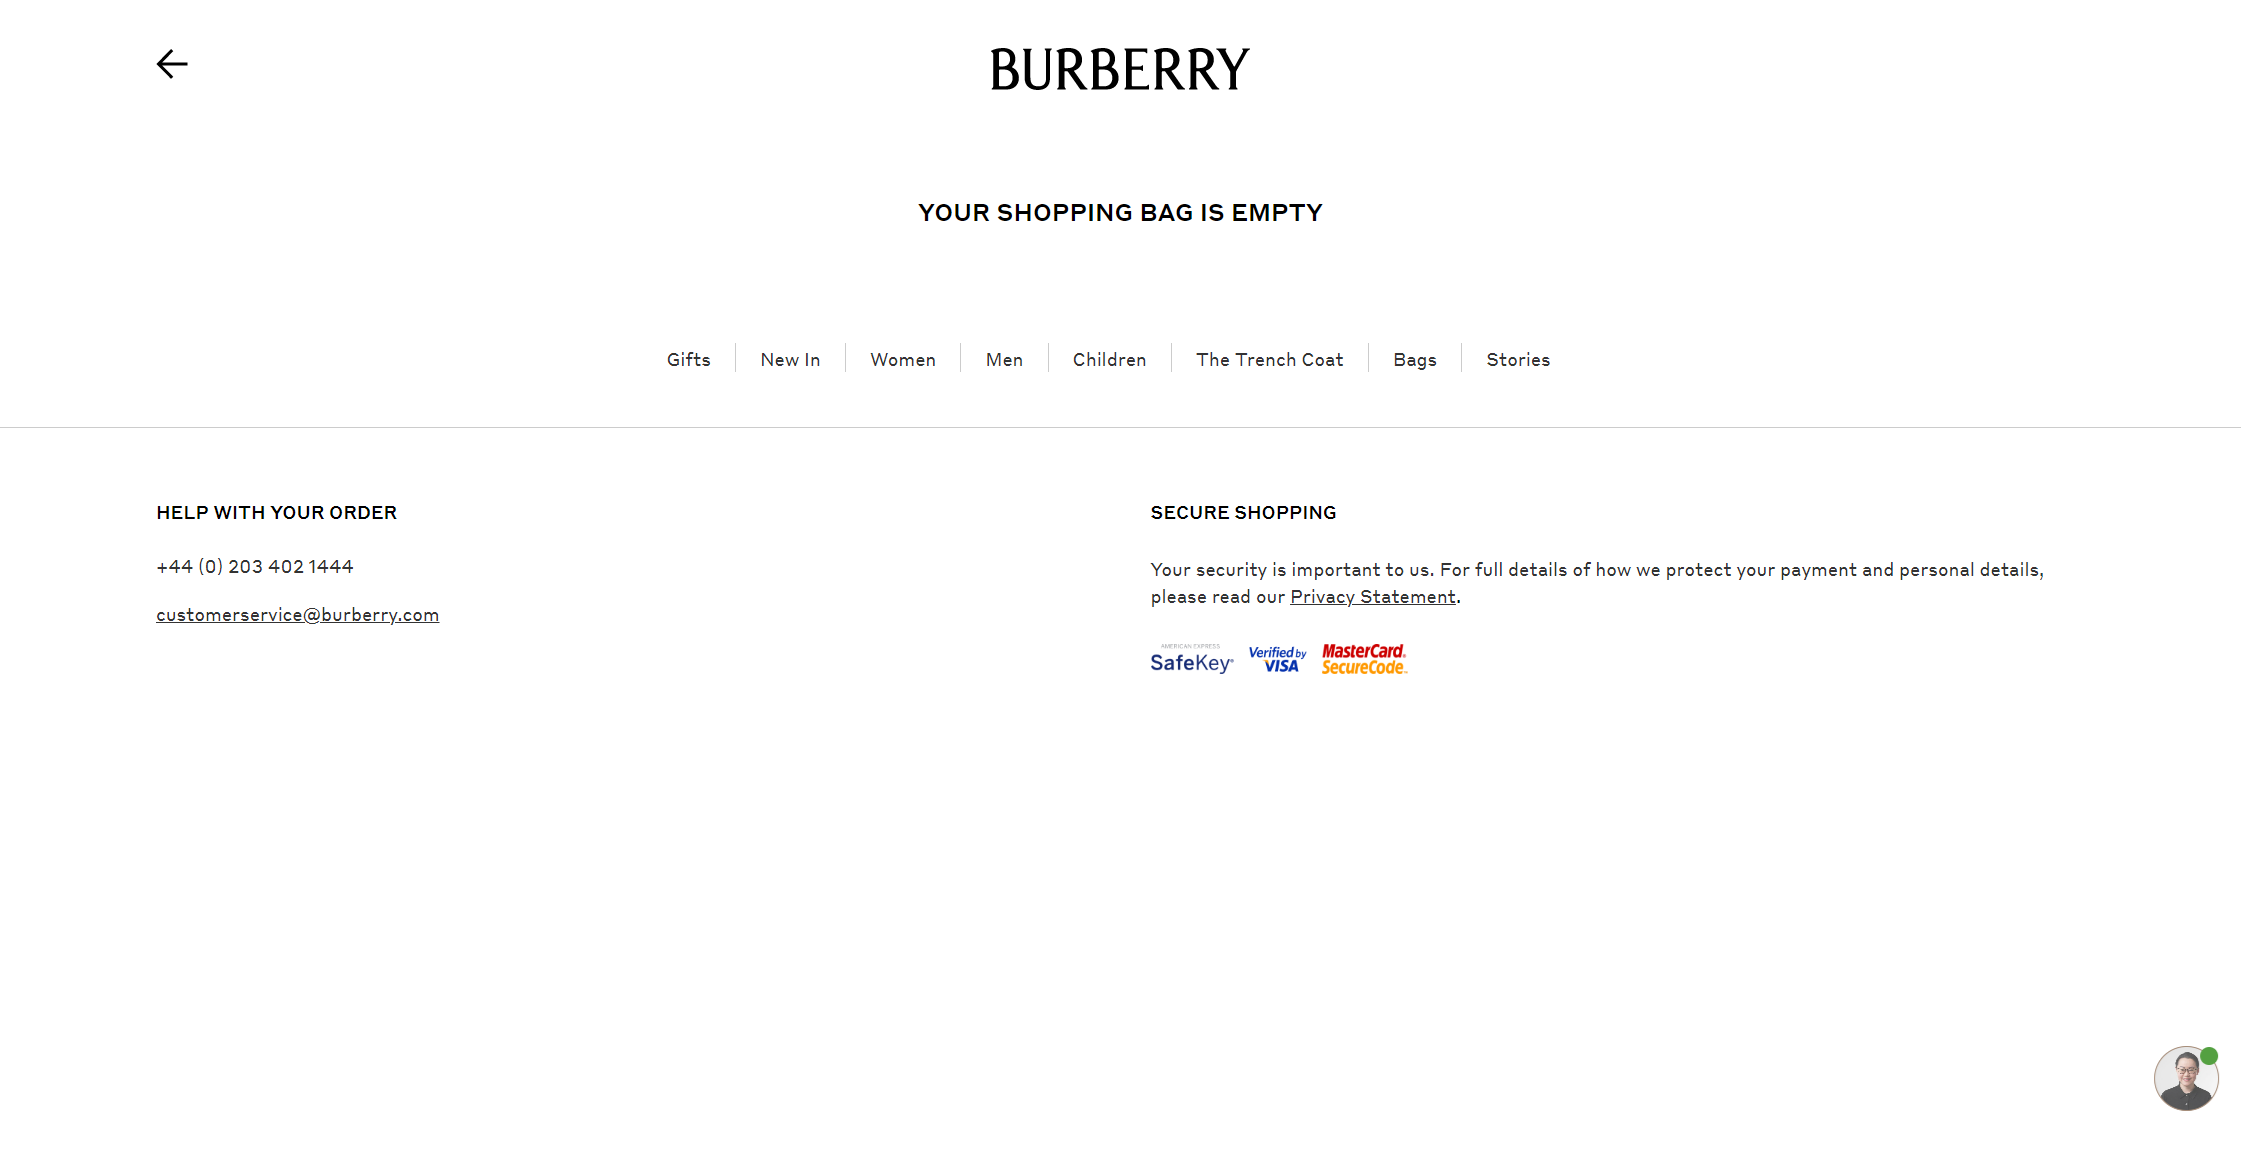 BURBERRY
YOUR SHOPPING BAG IS EMPTY
Gifts New In Women Men Children The Trench Coat Bags Stories
HELP WITH YOUR ORDER
+44 (0) 203 402 1444
customerservice@burberry.com
SECURE SHOPPING
Your security is important to us. For full details of how we protect your payment and personal details,
please read our Privacy Statement.
AMERICAN EXPRESS
SafeKey®
Verified by
VISA
MasterCard®
SecureCode™